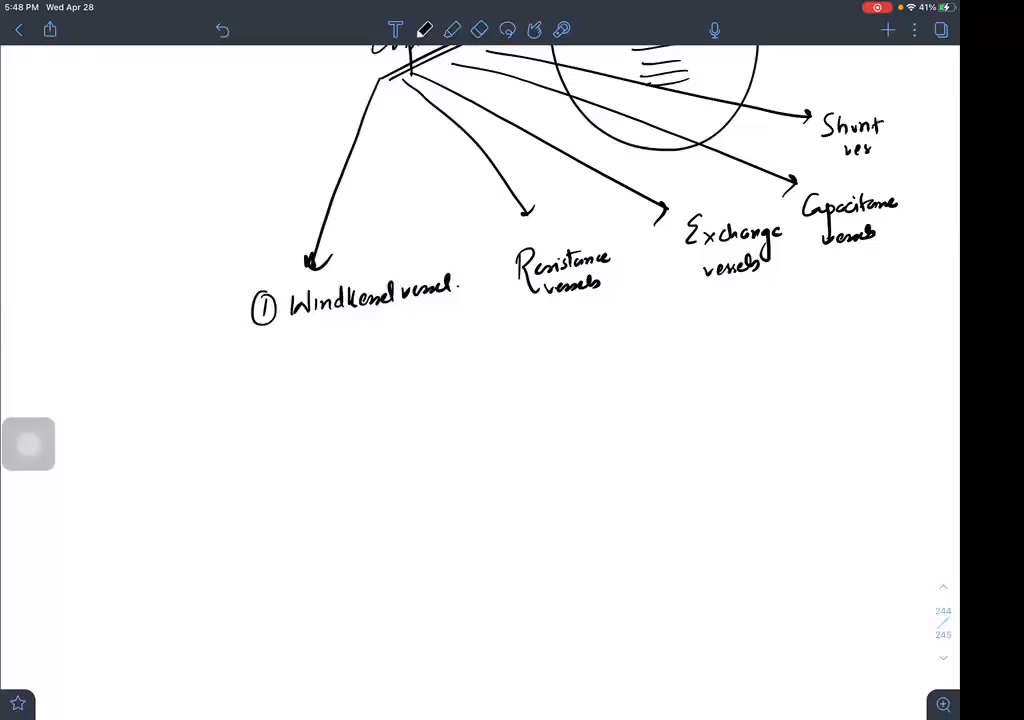 5:48 PM Wed Apr 28
41%
Shunt
ves
Capacitane
vessels
Exchange
vessels
Resistance
vessels
① Windkessel vessel.
244
245